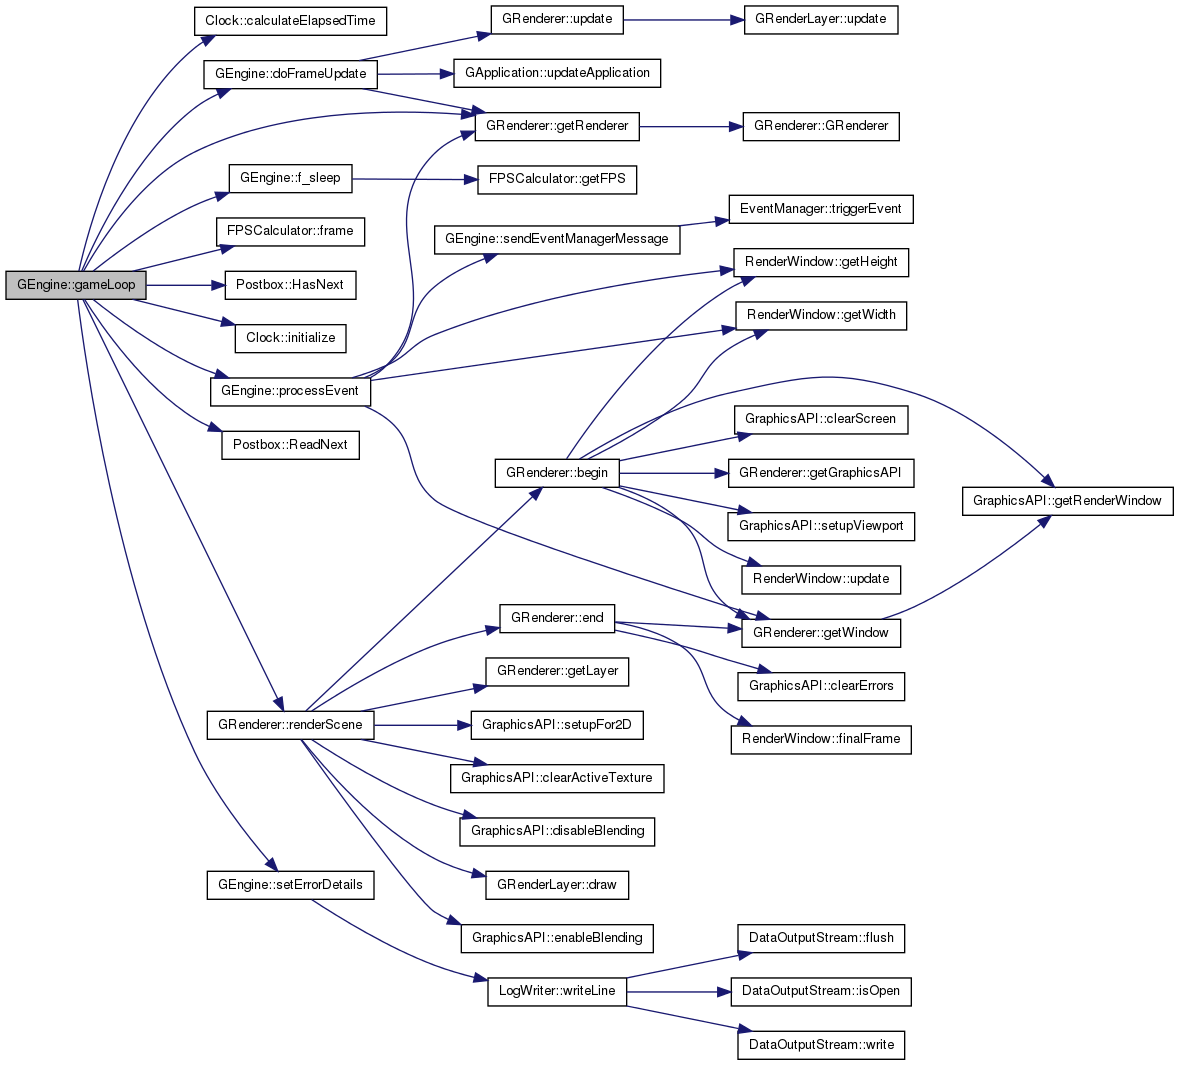 Clock::calculateElapsedTime
GRenderer::update
GRenderLayer::update
GEngine::doFrameUpdate
GApplication::updateApplication
GRenderer::getRenderer
GRenderer::GRenderer
GEngine::f_sleep
FPSCalculator::getFPS
EventManager::triggerEvent
FPSCalculator::frame
GEngine::sendEventManagerMessage
RenderWindow::getHeight
GEngine::gameLoop
Postbox::HasNext
RenderWindow::getWidth
Clock::initialize
GEngine::processEvent
GraphicsAPI::clearScreen
Postbox::ReadNext
GRenderer::begin
GRenderer::getGraphicsAPI
GraphicsAPI::getRenderWindow
GraphicsAPI::setupViewport
RenderWindow::update
GRenderer::end
GRenderer::getWindow
GRenderer::getLayer
GraphicsAPI::clearErrors
GRenderer::renderScene
GraphicsAPI::setupFor2D
RenderWindow::finalFrame
GraphicsAPI::clearActiveTexture
GraphicsAPI::disableBlending
GEngine::setErrorDetails
GRenderLayer::draw
GraphicsAPI::enableBlending
DataOutputStream::flush
LogWriter::writeLine
DataOutputStream::isOpen
DataOutputStream::write